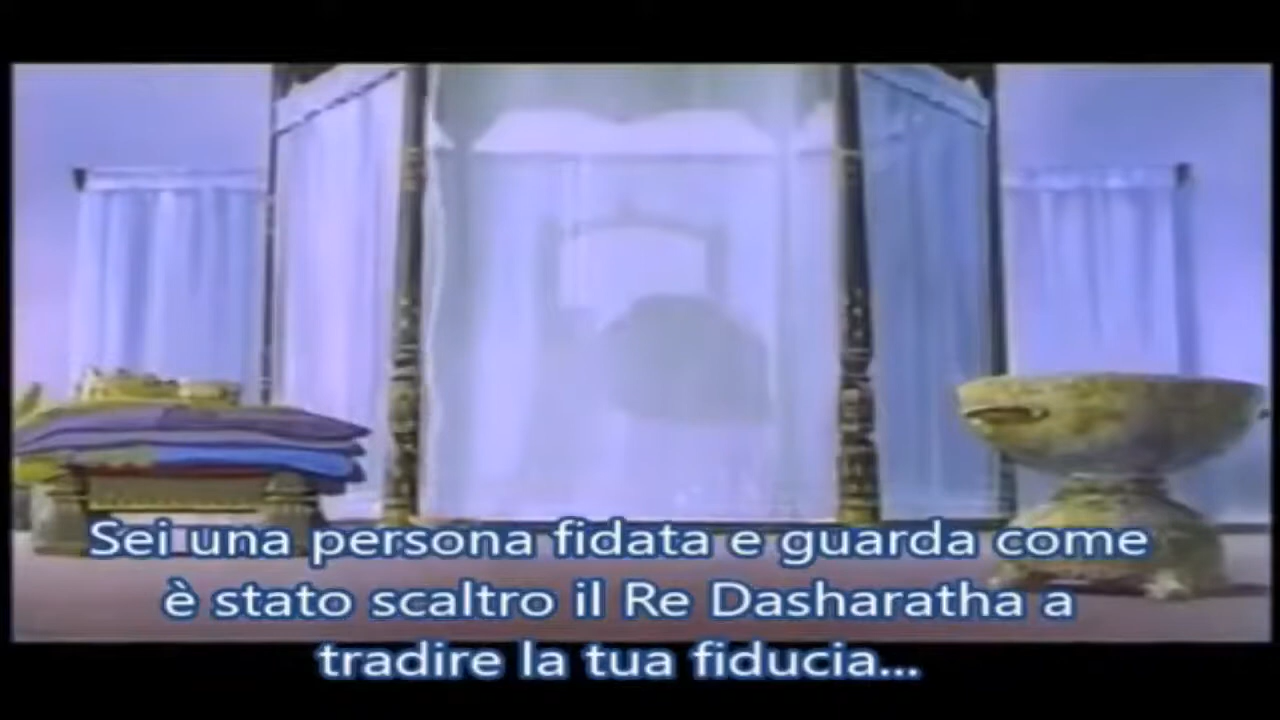 Sei una persona fidata e guarda come
è stato scaltro il Re Dasharatha a
tradire la tua fiducia...